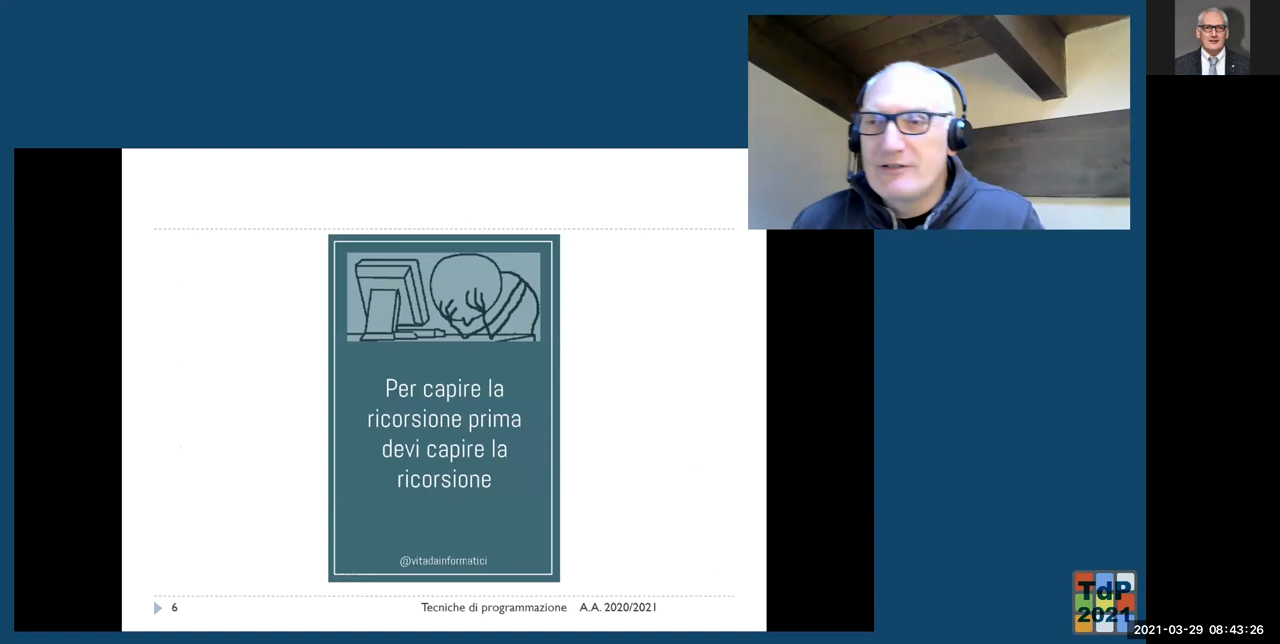 Per capire la
ricorsione prima
devi capire la
ricorsione
@vitadainformatici
6
Tecniche di programmazione A.A. 2020/2021
TdP
2021
2021-03-29 08:43:26